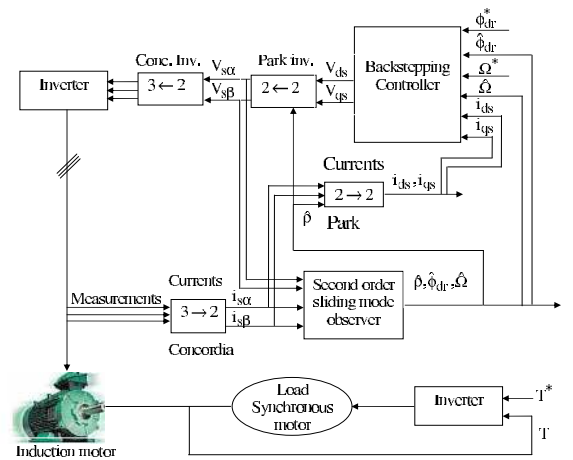 ϕ*dr
Conc. Inv.
Park inv.
Vsα
Vds
ϕ̂dr
Inverter
3 ← 2
2 ← 2
Backstepping
Controller
Ω*
Vsβ
Vqs
Ω̂
ids
iqs
Currents
2 → 2
ids,iqs
ρ̂
Park
Currents
Second order
sliding mode
observer
ρ̂,ϕ̂dr,Ω̂
Measurements
3 → 2
isα
isβ
Concordia
Load
Synchronous
motor
Inverter
T*
T
Induction motor